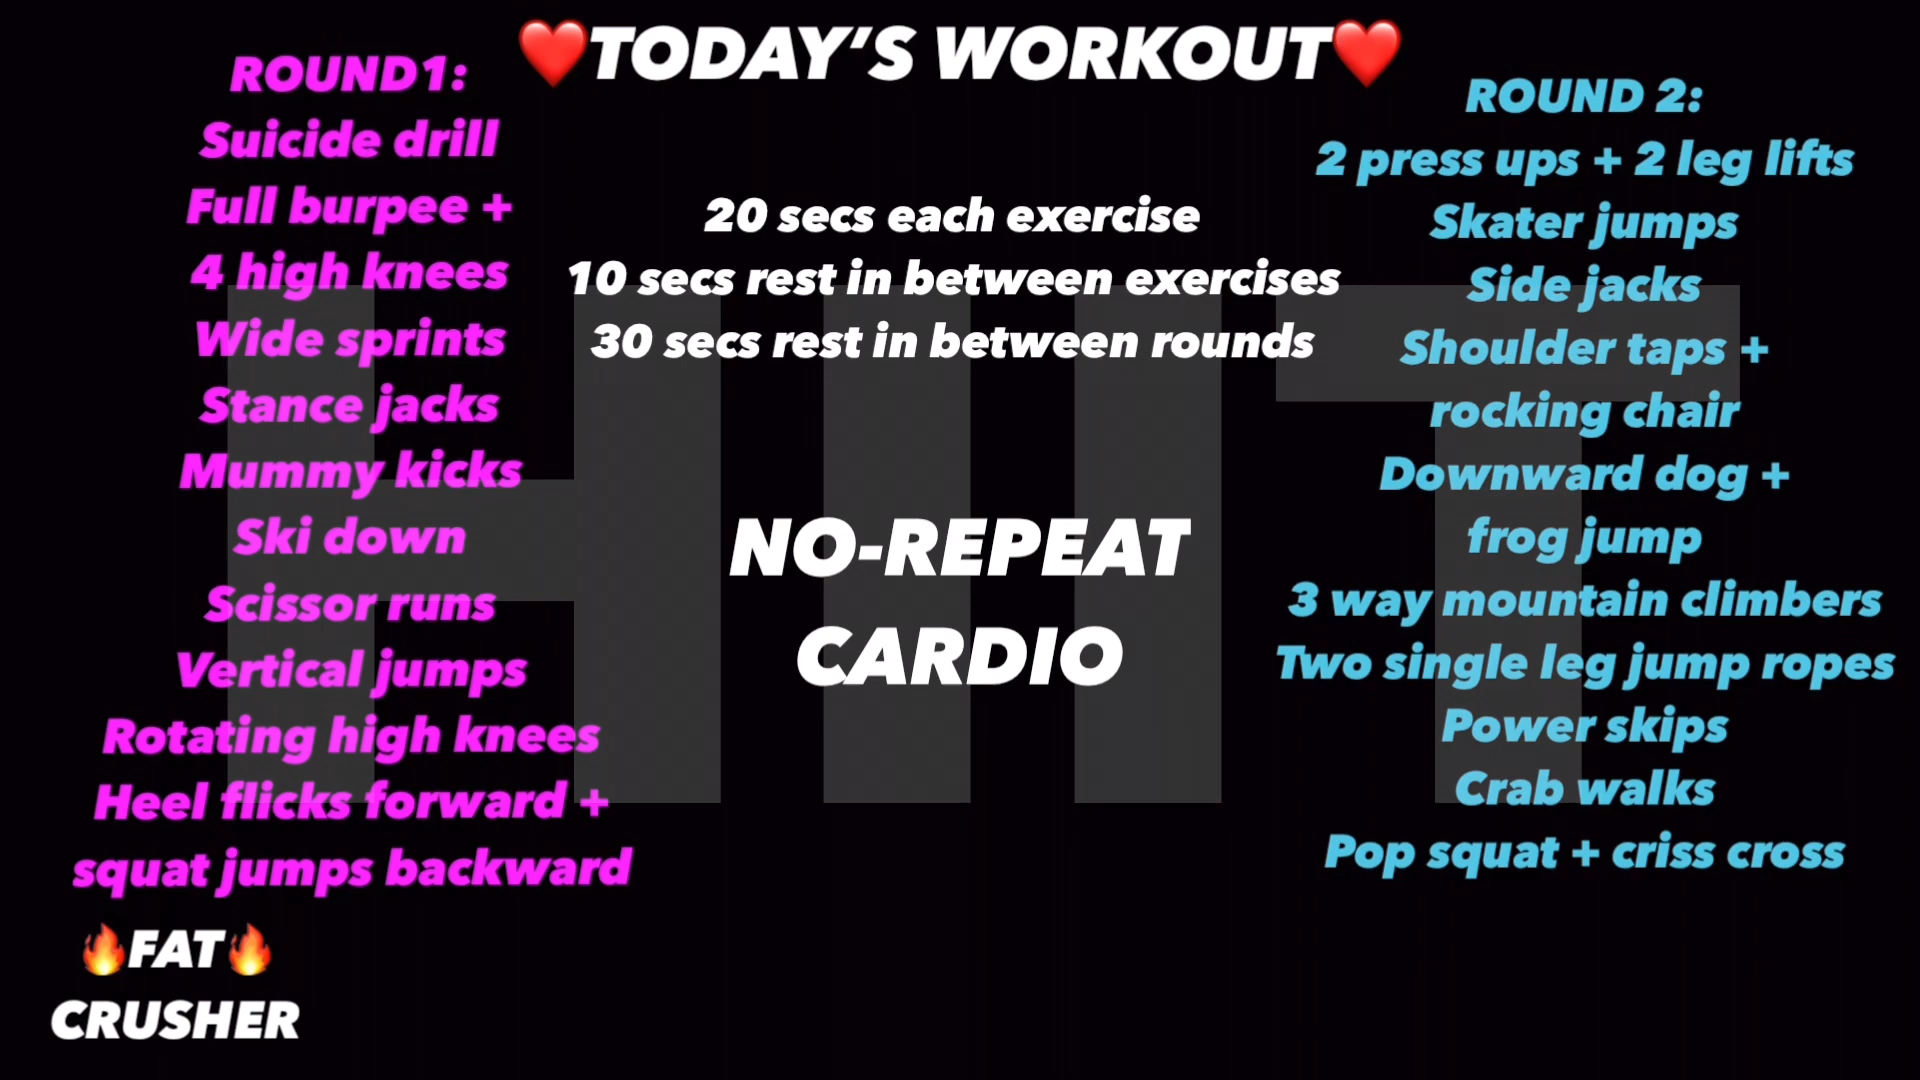 ❤️TODAY’S WORKOUT❤️
ROUND1:
Suicide drill
Full burpee +
4 high knees
Wide sprints
Stance jacks
Mummy kicks
Ski down
Scissor runs
Vertical jumps
Rotating high knees
Heel flicks forward +
squat jumps backward
20 secs each exercise
10 secs rest in between exercises
30 secs rest in between rounds
HIIT
NO-REPEAT
CARDIO
ROUND 2:
2 press ups + 2 leg lifts
Skater jumps
Side jacks
Shoulder taps +
rocking chair
Downward dog +
frog jump
3 way mountain climbers
Two single leg jump ropes
Power skips
Crab walks
Pop squat + criss cross
🔥FAT🔥
CRUSHER